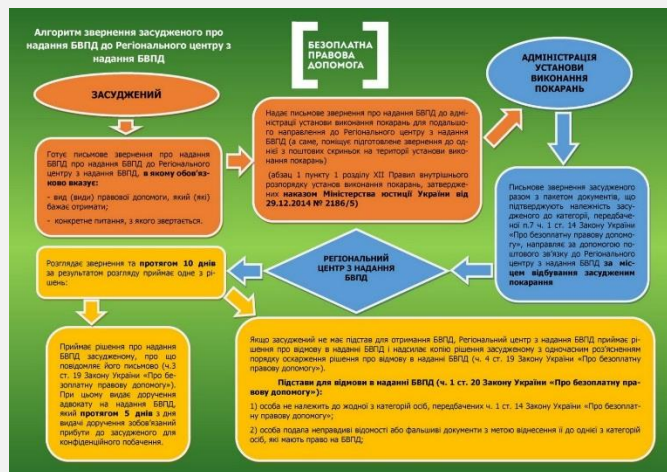 Алгоритм звернення засудженого про
надання БВПД до Регіонального центру з
надання БВПД
БЕЗОПЛАТНА
ПРАВОВА
ДОПОМОГА
АДМІНІСТРАЦІЯ
УСТАНОВИ
ВИКОНАННЯ
ПОКАРАНЬ
ЗАСУДЖЕНИЙ
Готує письмове звернення про надання
БВПД про надання БВПД до Регіонального
центру з надання БВПД, в якому обов'яз-
ково вказує:
- вид (види) правової допомоги, який (які)
бажає отримати;
- конкретне питання, з якого звертається.
Надає письмове звернення про надання БВПД до адмі-
ністрації установи виконання покарань для подальшо-
го направлення до Регіонального центру з надання
БВПД (а саме, поміщує підготовлене звернення до од-
нієї з поштових скриньок на території установи вико-
нання покарань)
(абзац 1 пункту 1 розділу XII Правил внутрішнього
розпорядку установ виконання покарань, затвердже-
них наказом Міністерства юстиції України від
29.12.2014 № 2186/5)
Письмове звернення засудженого
разом з пакетом документів, що
підтверджують належність засу-
дженого до категорії, передбаче-
ної п.7 ч. 1 ст. 14 Закону України
«Про безоплатну правову допомо-
гу», направляє за допомогою по-
штового зв'язку до Регіонального
центру з надання БВПД за міс-
цем відбування засудженим
покарання
РЕГІОНАЛЬНИЙ
ЦЕНТР З НАДАННЯ
БВПД
Розглядає звернення та протягом 10 днів
за результатом розгляду приймає одне з рі-
шень:
Приймає рішення про надання
БВПД засудженому, про що
повідомляє його письмово (ч.3
ст. 19 Закону України «Про бе-
зоплатну правову допомогу»).
При цьому видає доручення
адвокату на надання БВПД,
який протягом 5 днів з дня
видачі доручення зобов'язаний
прибути до засудженого для
конфіденційного побачення.
Якщо засуджений не має підстав для отримання БВПД, Регіональний центр з надання БВПД приймає рі-
шення про відмову в наданні БВПД і надсилає копію рішення засудженому з одночасним роз'ясненням
порядку оскарження рішення про відмову в наданні БВПД (ч. 4 ст. 19 Закону України «Про безоплатну
правову допомогу»).
Підстави для відмови в наданні БВПД (ч. 1 ст. 20 Закону України «Про безоплатну пра-
вову допомогу»):
1) особа не належить до жодної з категорій осіб, передбачених ч. 1 ст. 14 Закону України «Про безоплат-
ну правову допомогу»;
2) особа подала неправдиві відомості або фальшиві документи з метою віднесення її до однієї з категорій
осіб, які мають право на БВПД;